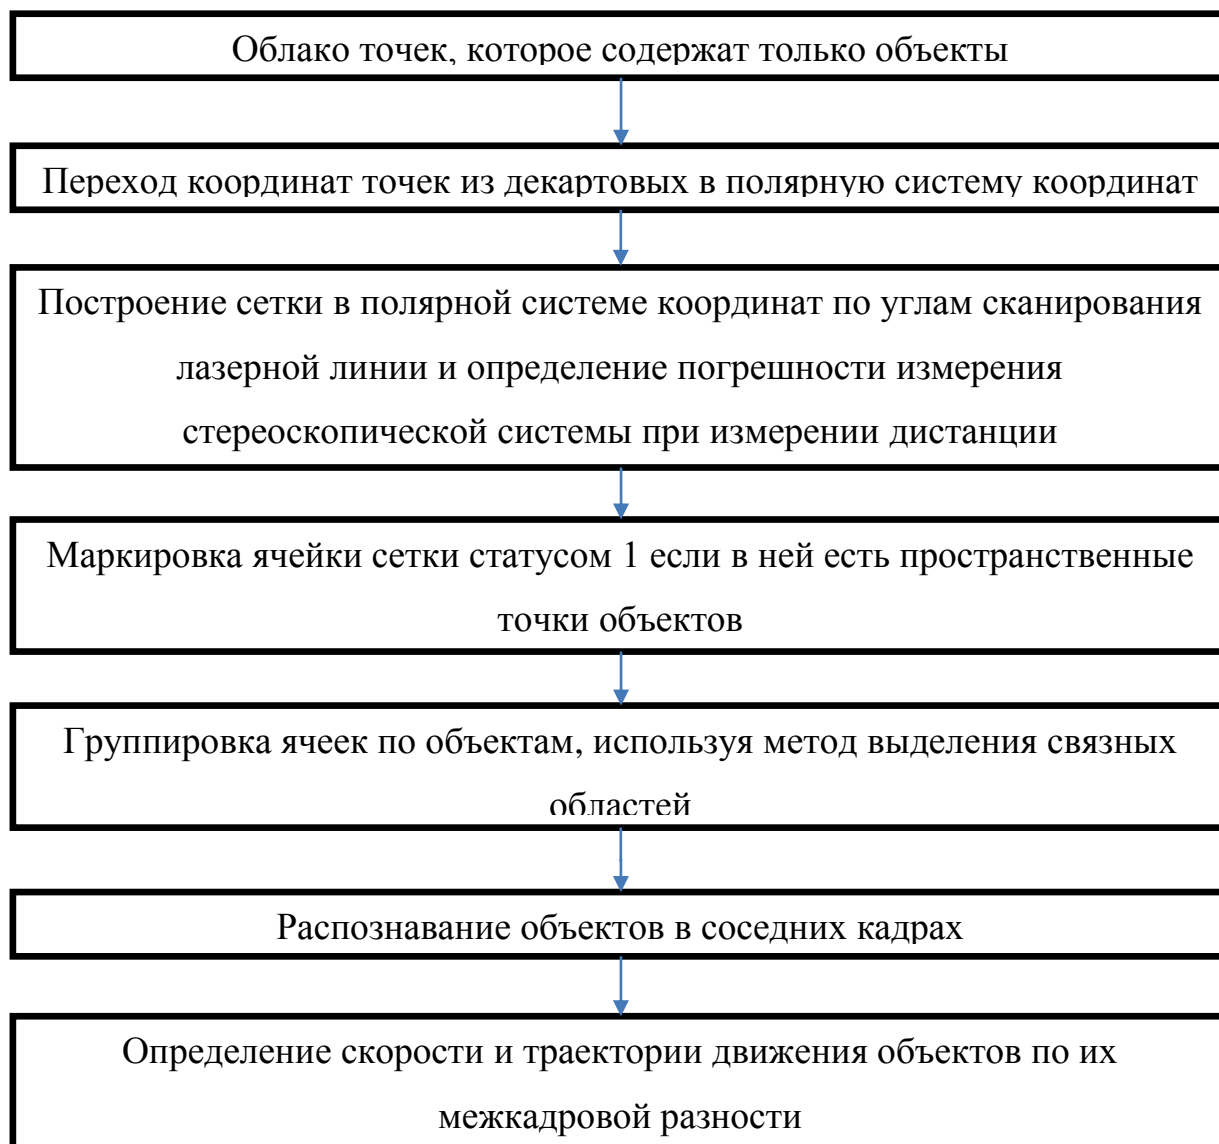 Облако точек, которое содержат только объекты
Переход координат точек из декартовых в полярную систему координат
Построение сетки в полярной системе координат по углам сканирования
лазерной линии и определение погрешности измерения
стереоскопической системы при измерении дистанции
Маркировка ячейки сетки статусом 1 если в ней есть пространственные
точки объектов
Группировка ячеек по объектам, используя метод выделения связных
областей
Распознавание объектов в соседних кадрах
Определение скорости и траектории движения объектов по их
межкадровой разности